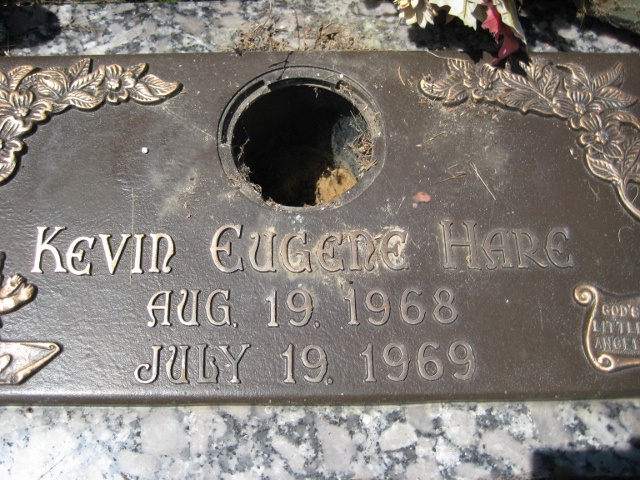 Kevin Eugene Hare
Aug. 19. 1968
July 19. 1969
GOD'S
LITTLE
ANGEL